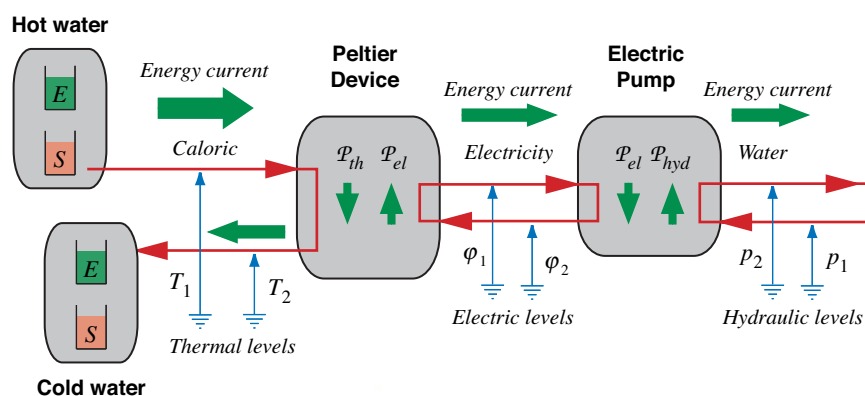 Hot water
E
S
Energy current
Caloric
Peltier
Device
𝒫th 𝒫el
Energy current
Electricity
Electric
Pump
𝒫el 𝒫hyd
Energy current
Water
E
S
Cold water
T1
T2
Thermal levels
φ1
φ2
Electric levels
p2
p1
Hydraulic levels